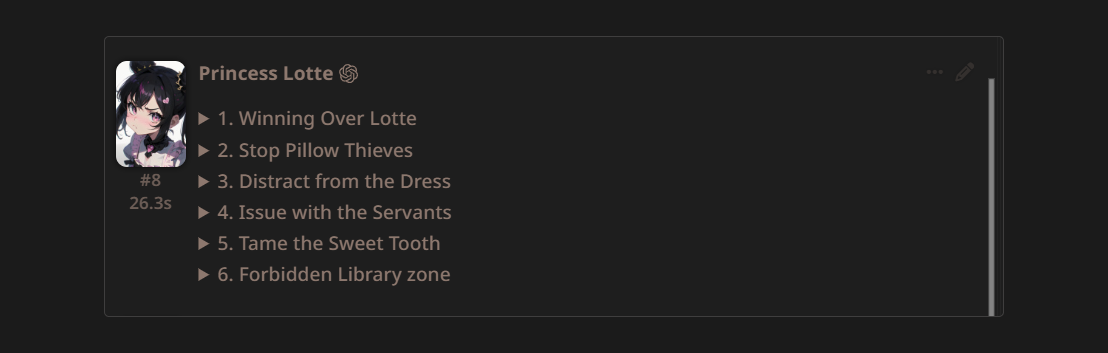 Princess Lotte
#8
26.3s
1. Winning Over Lotte
2. Stop Pillow Thieves
3. Distract from the Dress
4. Issue with the Servants
5. Tame the Sweet Tooth
6. Forbidden Library zone